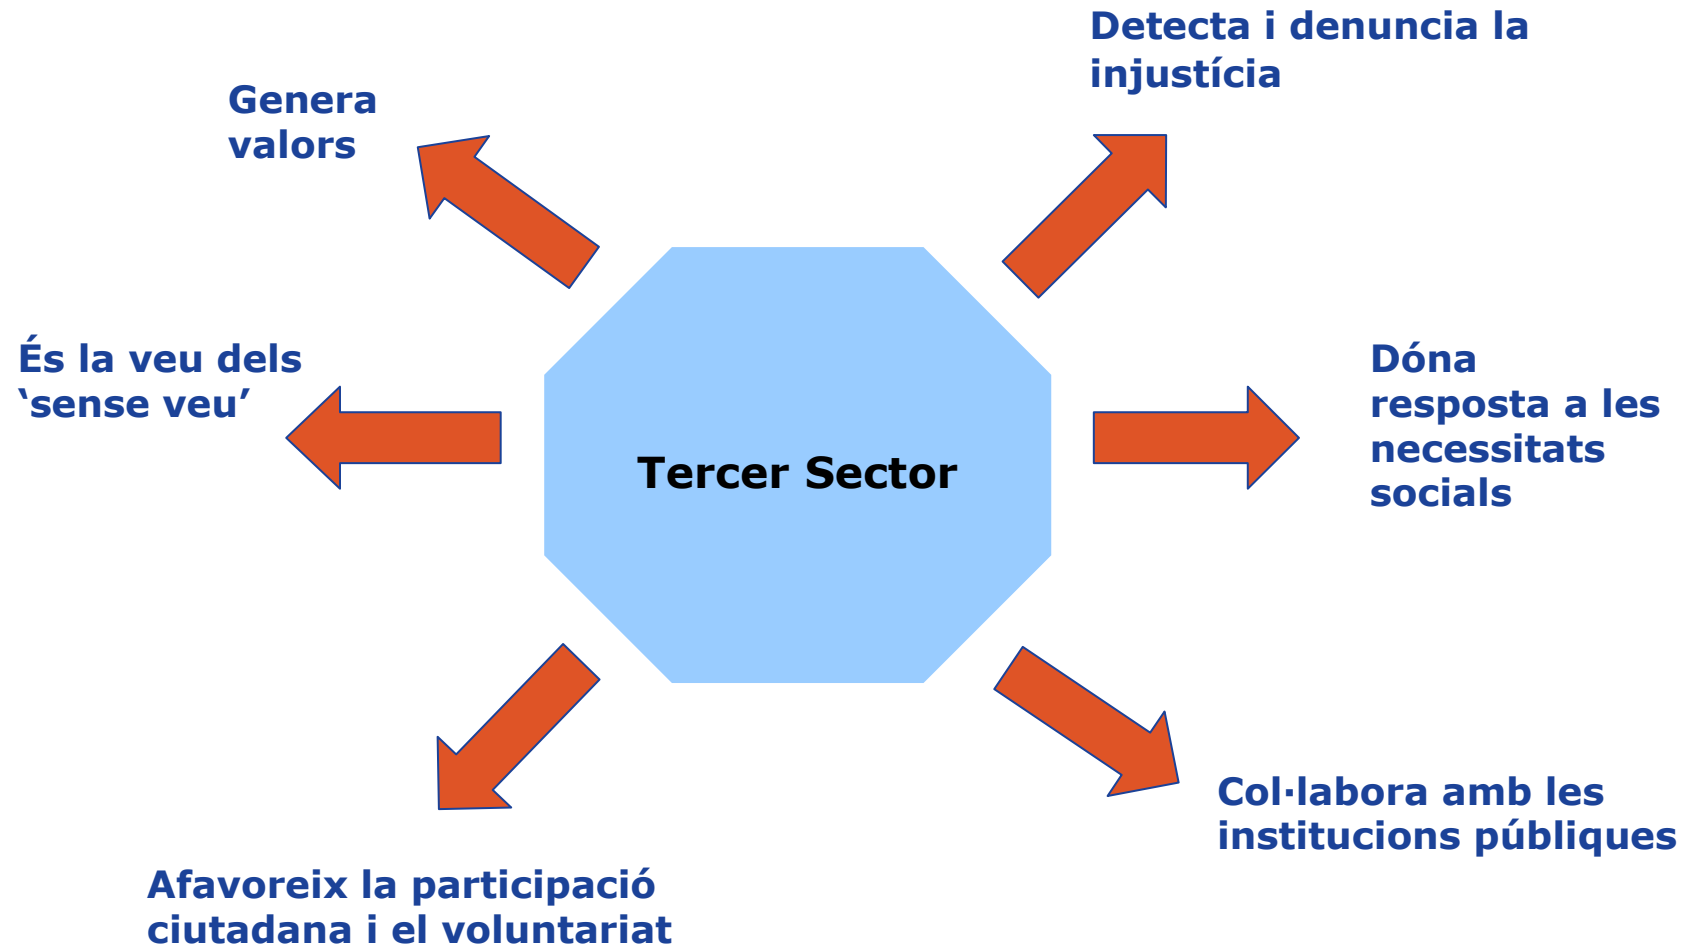 Detecta i denuncia la
injustícia
Genera
valors
És la veu dels
‘sense veu’
Dóna
resposta a les
necessitats
socials
Tercer Sector
Col·labora amb les
institucions públiques
Afavoreix la participació
ciutadana i el voluntariat